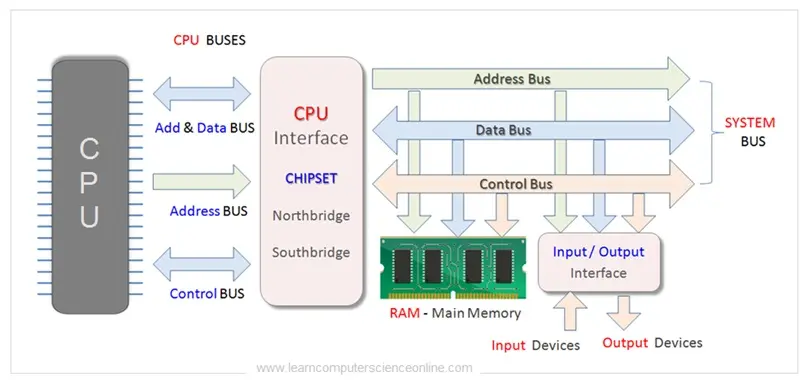 CPU BUSES
Add & Data BUS
Address BUS
Control BUS
C
P
U
CPU
Interface
CHIPSET
Northbridge
Southbridge
Address Bus
Data Bus
Control Bus
SYSTEM
BUS
RAM - Main Memory
Input / Output
Interface
Input Devices
Output Devices
www.learncomputerscienceonline.com